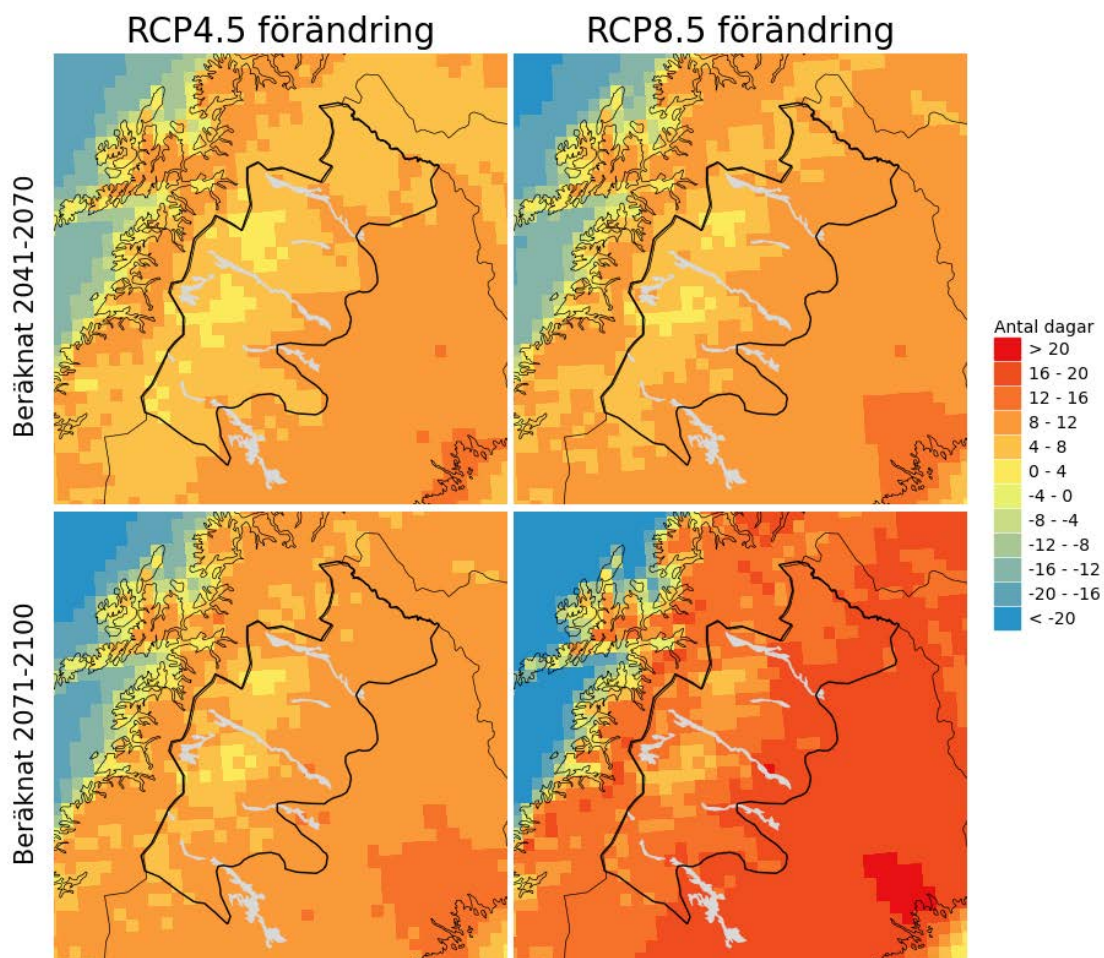 RCP4.5 förändring
RCP8.5 förändring
Beräknat 2041-2070
Beräknat 2071-2100
Antal dagar
> 20
16 - 20
12 - 16
8 - 12
4 - 8
0 - 4
-4 - 0
-8 - -4
-12 - -8
-16 - -12
-20 - -16
< -20